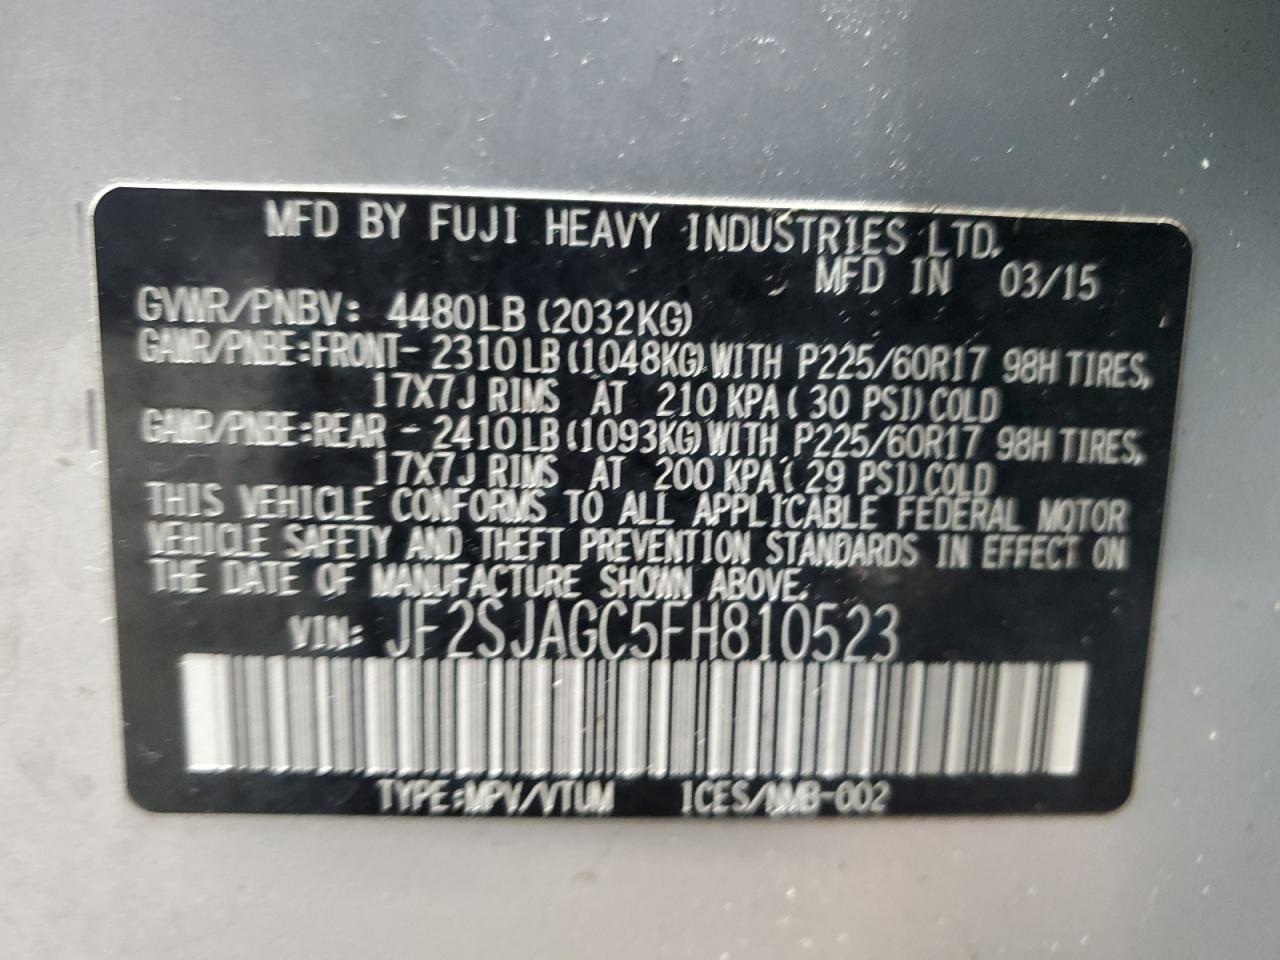 MFD BY FUJI HEAVY INDUSTRIES LTD.
MFD IN 03/15
GVWR/PNBV: 4480LB (2032KG)
GAWR/PNBE:FRONT- 2310LB(1048KG)WITH P225/60R17 98H TIRES,
17X7J RIMS AT 210 KPA( 30 PSI)COLD
GAWR/PNBE:REAR - 2410LB(1093KG)WITH P225/60R17 98H TIRES,
17X7J RIMS AT 200 KPA( 29 PSI)COLD
THIS VEHICLE CONFORMS TO ALL APPLICABLE FEDERAL MOTOR
VEHICLE SAFETY AND THEFT PREVENTION STANDARDS IN EFFECT ON
THE DATE OF MANUFACTURE SHOWN ABOVE.
VIN: JF2SJAGC5FH810523
TYPE:MPV/VTUM ICES/NMB-002